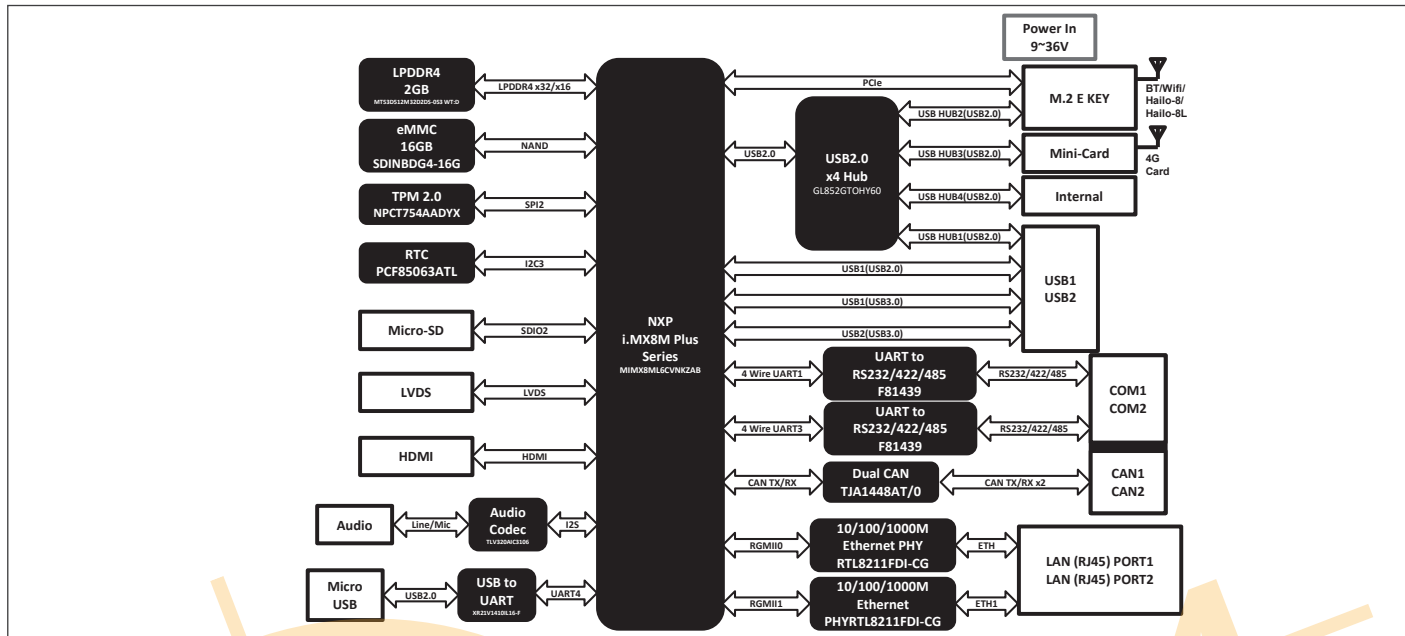 Power In
9~36V
LPDDR4
2GB
MT53DS12M32D2DS-053 WT:D
LPDDR4 x32/x16
eMMC
16GB
SDINBDG4-16G
NAND
TPM 2.0
NPCT754AADYX
SPI2
RTC
PCF85063ATL
I2C3
Micro-SD
SDIO2
LVDS
LVDS
HDMI
HDMI
Audio
Line/Mic
Audio
Codec
TLV320AIC3106
I2S
Micro
USB
USB2.0
USB to
UART
XR21V1410IL16-F
UART4
NXP
i.MX8M Plus
Series
MIMX8ML6CVNKZAB
PCIe
M.2 E KEY
BT/Wifi/
Hailo-8/
Hailo-8L
USB2.0
USB2.0
x4 Hub
GL852GTOHY60
USB HUB2(USB2.0)
USB HUB3(USB2.0)
Mini-Card
4G
Card
USB HUB4(USB2.0)
Internal
USB HUB1(USB2.0)
USB1(USB2.0)
USB1(USB3.0)
USB2(USB3.0)
USB1
USB2
4 Wire UART1
UART to
RS232/422/485
F81439
RS232/422/485
4 Wire UART3
UART to
RS232/422/485
F81439
RS232/422/485
COM1
COM2
CAN TX/RX
Dual CAN
TJA1448AT/0
CAN TX/RX x2
CAN1
CAN2
RGMII0
10/100/1000M
Ethernet PHY
RTL8211FDI-CG
ETH
RGMII1
10/100/1000M
Ethernet
PHYRTL8211FDI-CG
ETH1
LAN (RJ45) PORT1
LAN (RJ45) PORT2